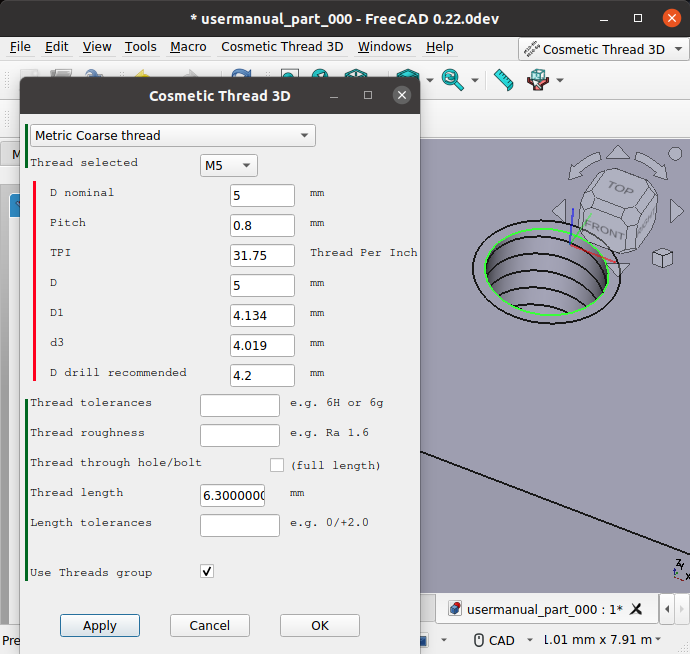 * usermanual_part_000 - FreeCAD 0.22.0dev
File Edit View Tools Macro Cosmetic Thread 3D Windows Help
Cosmetic Thread 3D
Cosmetic Thread 3D
Metric Coarse thread
Thread selected M5
D nominal 5 mm
Pitch 0.8 mm
TPI 31.75 Thread Per Inch
D 5 mm
D1 4.134 mm
d3 4.019 mm
D drill recommended 4.2 mm
Thread tolerances e.g. 6H or 6g
Thread roughness e.g. Ra 1.6
Thread through hole/bolt (full length)
Thread length 6.3000000 mm
Length tolerances e.g. 0/+2.0
Use Threads group
Apply Cancel OK
TOP
FRONT
Z
Y
X
usermanual_part_000 : 1*
Pre
CAD
1.01 mm x 7.91 m